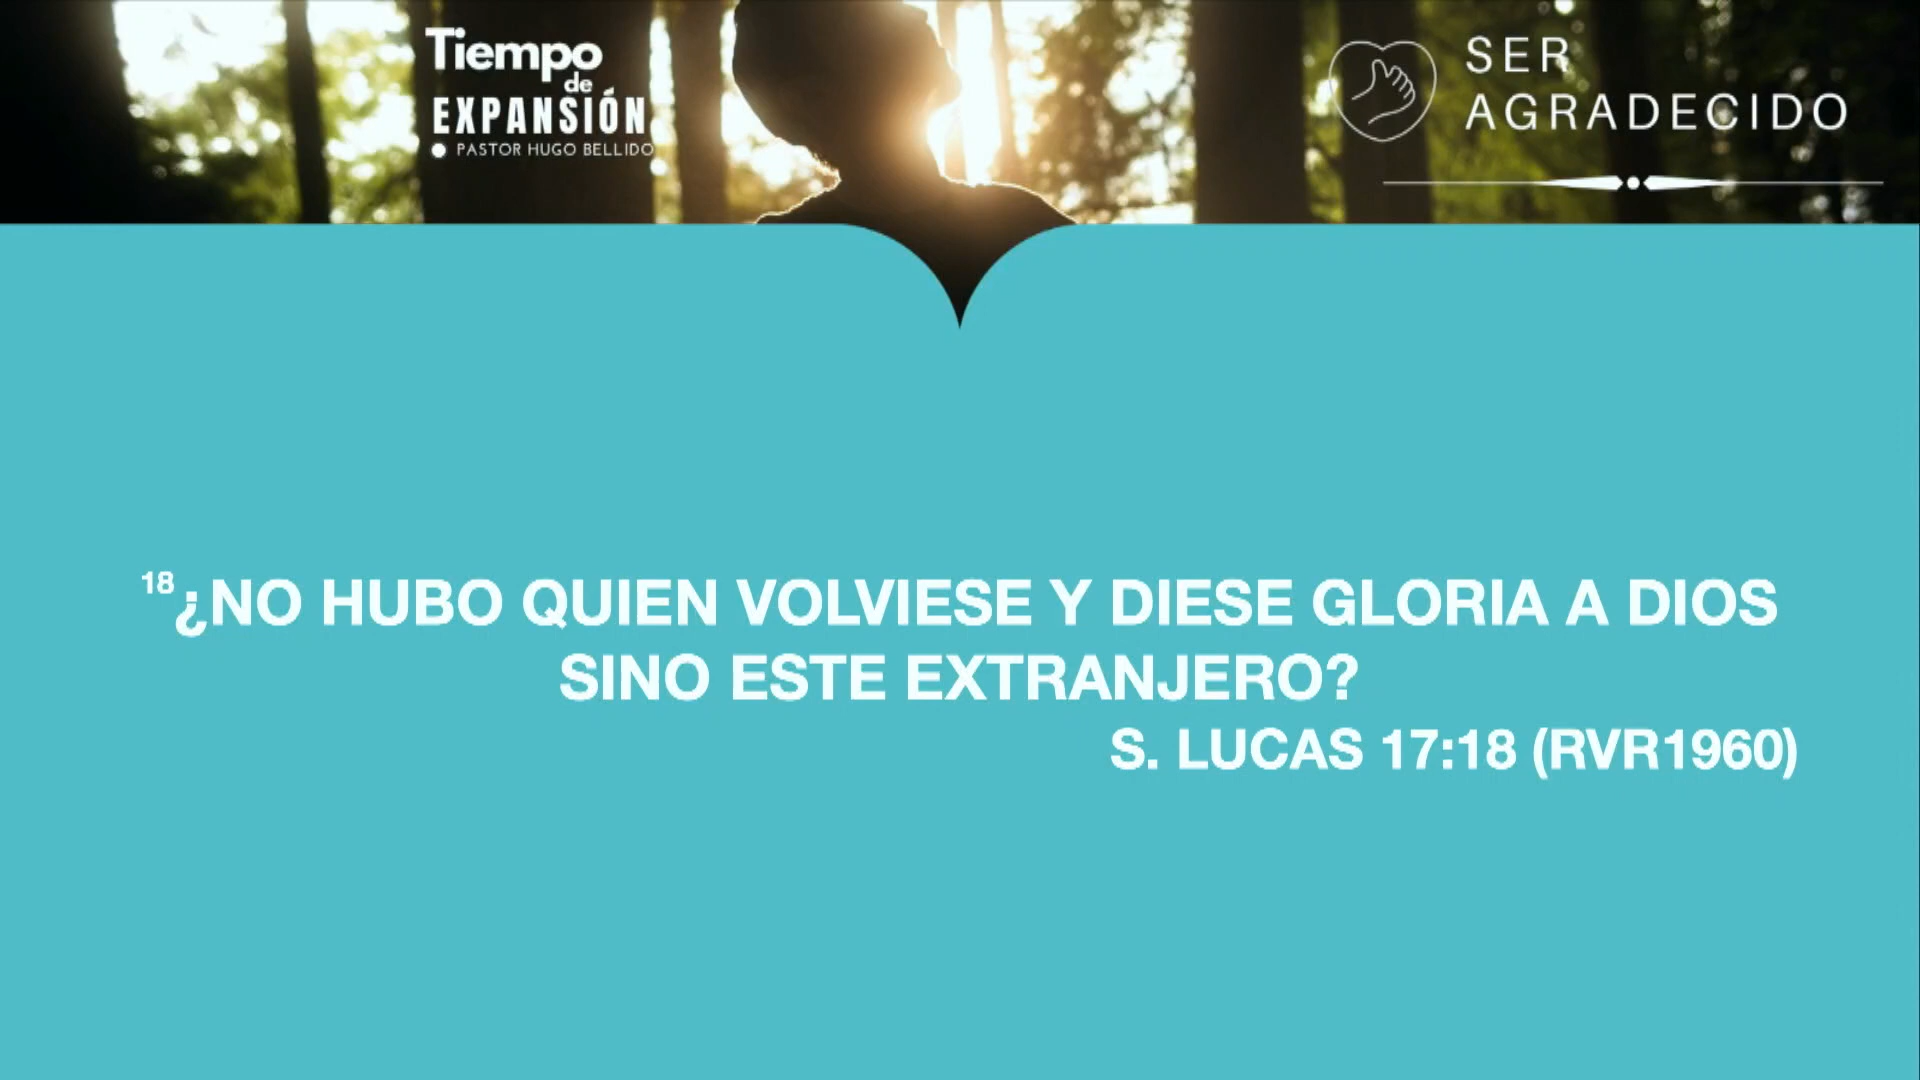 Tiempo
de
EXPANSIÓN
PASTOR HUGO BELLIDO
SER
AGRADECIDO
18¿NO HUBO QUIEN VOLVIESE Y DIESE GLORIA A DIOS
SINO ESTE EXTRANJERO?
S. LUCAS 17:18 (RVR1960)